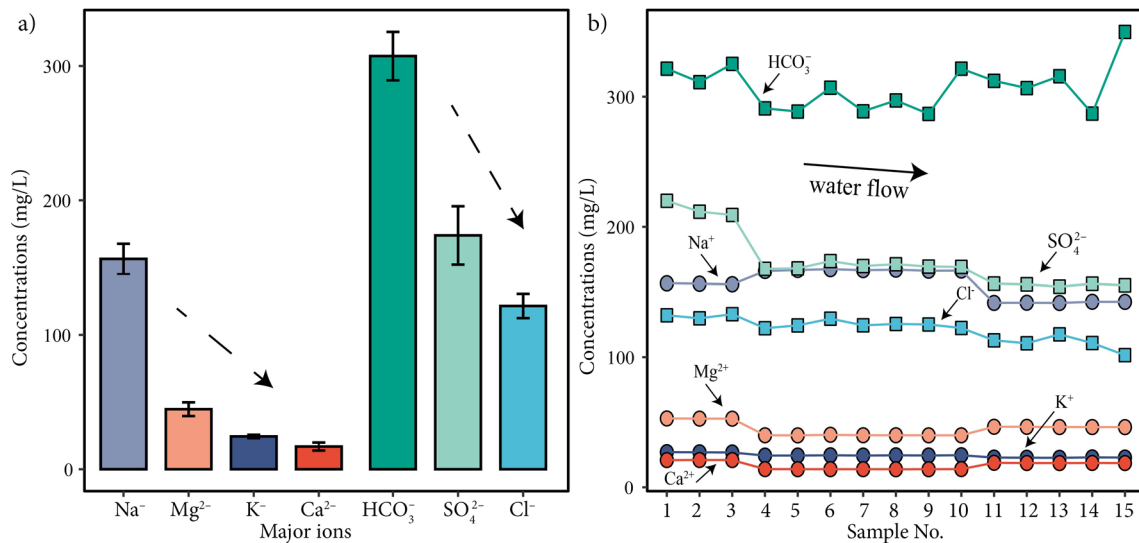 a)
Concentrations (mg/L)
300
200
100
0
Na⁻ Mg²⁻ K⁻ Ca²⁻ HCO₃⁻ SO₄²⁻ Cl⁻
Major ions
b)
Concentrations (mg/L)
300
200
100
0
HCO₃⁻
water flow
Na⁺
SO₄²⁻
Cl⁻
Mg²⁺
K⁺
Ca²⁺
1 2 3 4 5 6 7 8 9 10 11 12 13 14 15
Sample No.